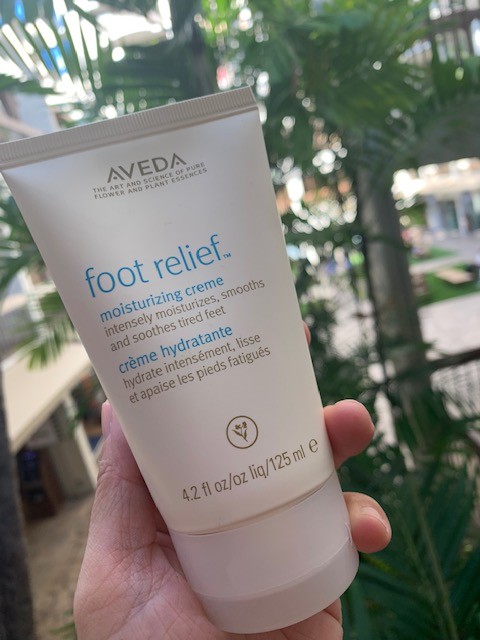 AVEDA
THE ART AND SCIENCE OF PURE
FLOWER AND PLANT ESSENCES
foot relief™
moisturizing creme
intensely moisturizes, smooths
and soothes tired feet
crème hydratante
hydrate intensément, lisse
et apaise les pieds fatigués
4.2 fl oz/oz liq/125 ml ℮